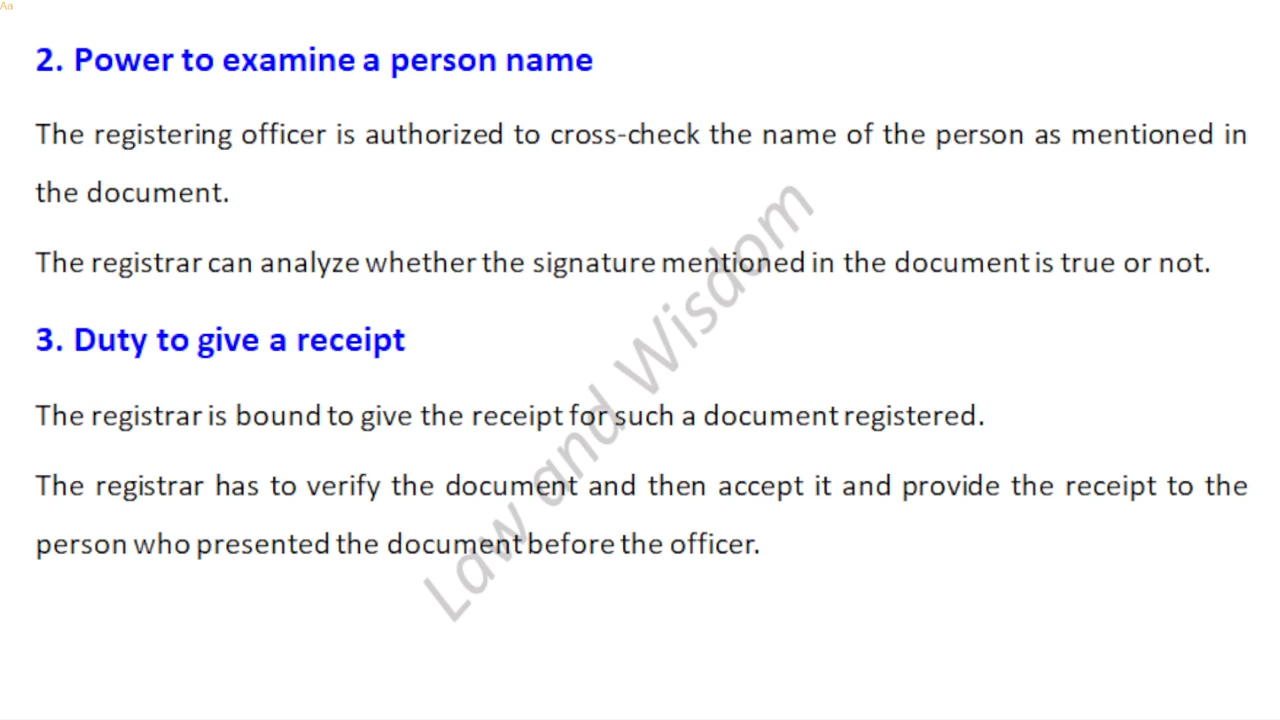 Aa
2. Power to examine a person name
The registering officer is authorized to cross-check the name of the person as mentioned in
the document.
The registrar can analyze whether the signature mentioned in the document is true or not.
3. Duty to give a receipt
The registrar is bound to give the receipt for such a document registered.
The registrar has to verify the document and then accept it and provide the receipt to the
person who presented the document before the officer.
Law and Wisdom